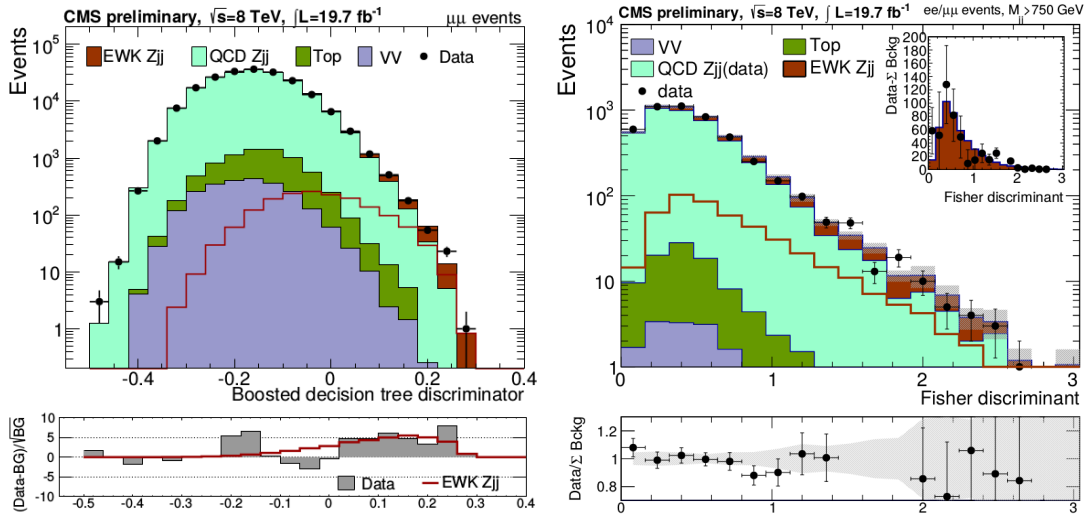 CMS preliminary, √s=8 TeV, ∫L=19.7 fb⁻¹ μμ events
Events
10⁵
10⁴
10³
10²
10
1
EWK Zjj QCD Zjj Top VV Data
-0.4 -0.2 0 0.2 0.4
Boosted decision tree discriminator
(Data-BG)/√BG
10
5
0
-5
-10
Data EWK Zjj
-0.5 -0.4 -0.3 -0.2 -0.1 0 0.1 0.2 0.3 0.4
CMS preliminary, √s=8 TeV, ∫ L=19.7 fb⁻¹ ee/μμ events, Mjj>750 GeV
Events
10³
10²
10
1
VV Top
QCD Zjj(data) EWK Zjj
data
Data-Σ Bckg
200
180
160
140
120
100
80
60
40
20
0
0 1 2 3
Fisher discriminant
0 1 2 3
Fisher discriminant
Data/Σ Bckg
1.2
1
0.8
0 1 2 3